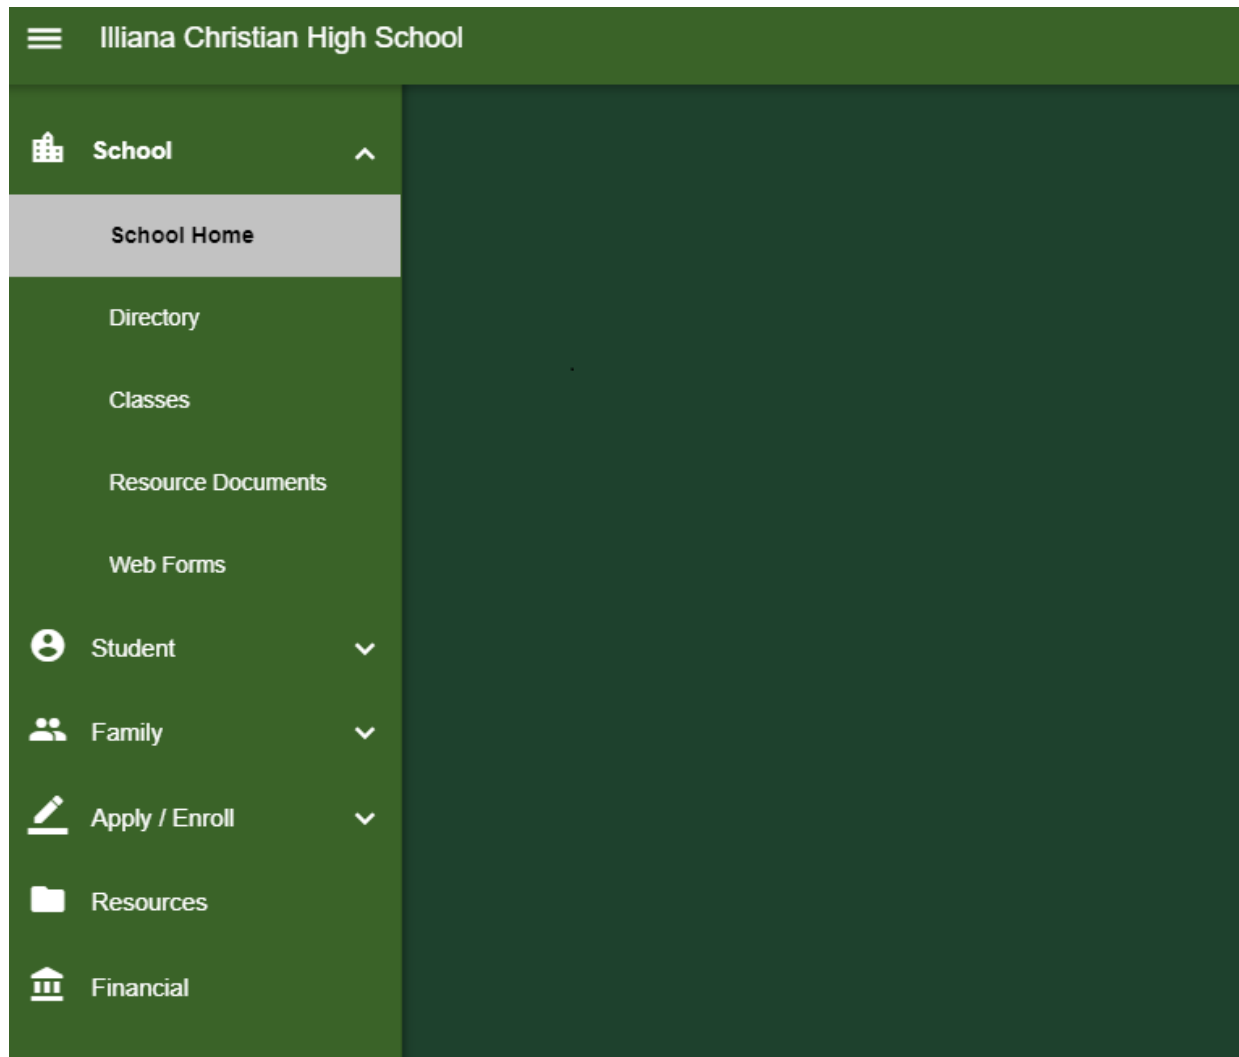 Illiana Christian High School
School
School Home
Directory
Classes
Resource Documents
Web Forms
Student
Family
Apply / Enroll
Resources
Financial